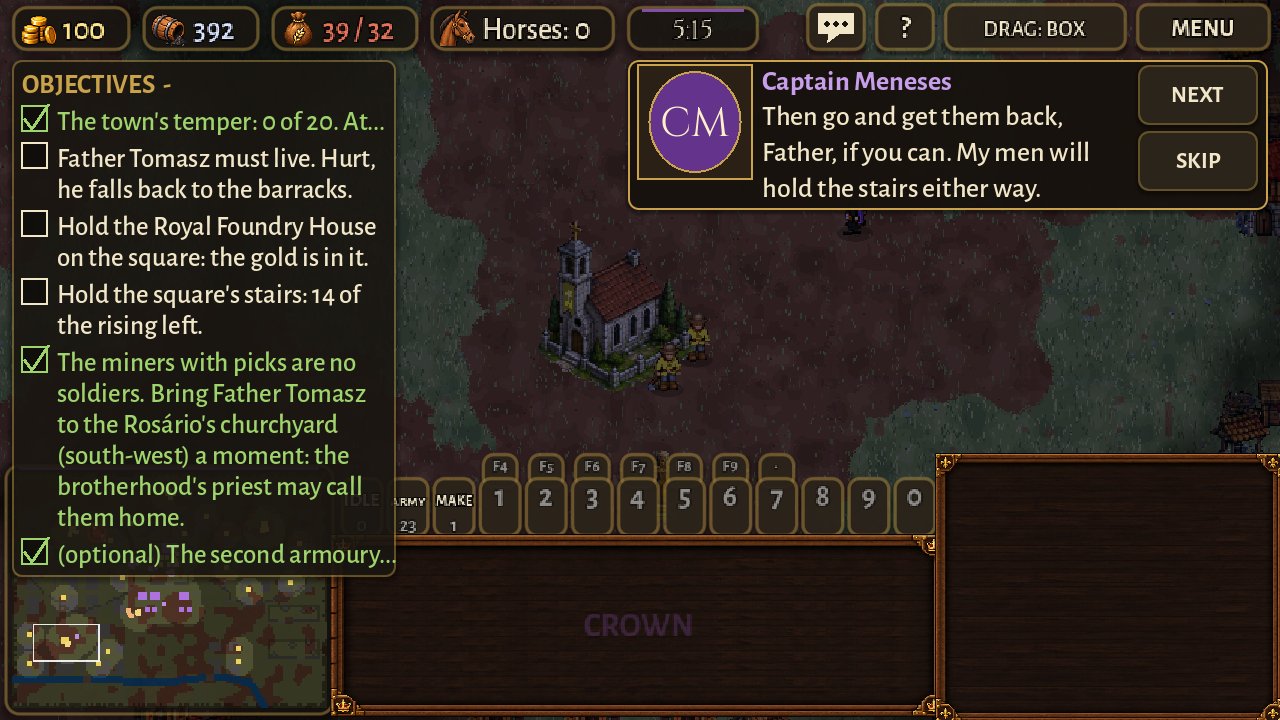 100
392
39 / 32
Horses: 0
5:15
?
DRAG: BOX
MENU
OBJECTIVES -
The town's temper: 0 of 20. At...
Father Tomasz must live. Hurt,
he falls back to the barracks.
Hold the Royal Foundry House
on the square: the gold is in it.
Hold the square's stairs: 14 of
the rising left.
The miners with picks are no
soldiers. Bring Father Tomasz
to the Rosário's churchyard
(south-west) a moment: the
brotherhood's priest may call
them home.
(optional) The second armoury...
CM
Captain Meneses
Then go and get them back,
Father, if you can. My men will
hold the stairs either way.
NEXT
SKIP
F4
F5
F6
F7
F8
F9
IDLE
0
ARMY
23
MAKE
1
1
2
3
4
5
6
7
8
9
0
CROWN